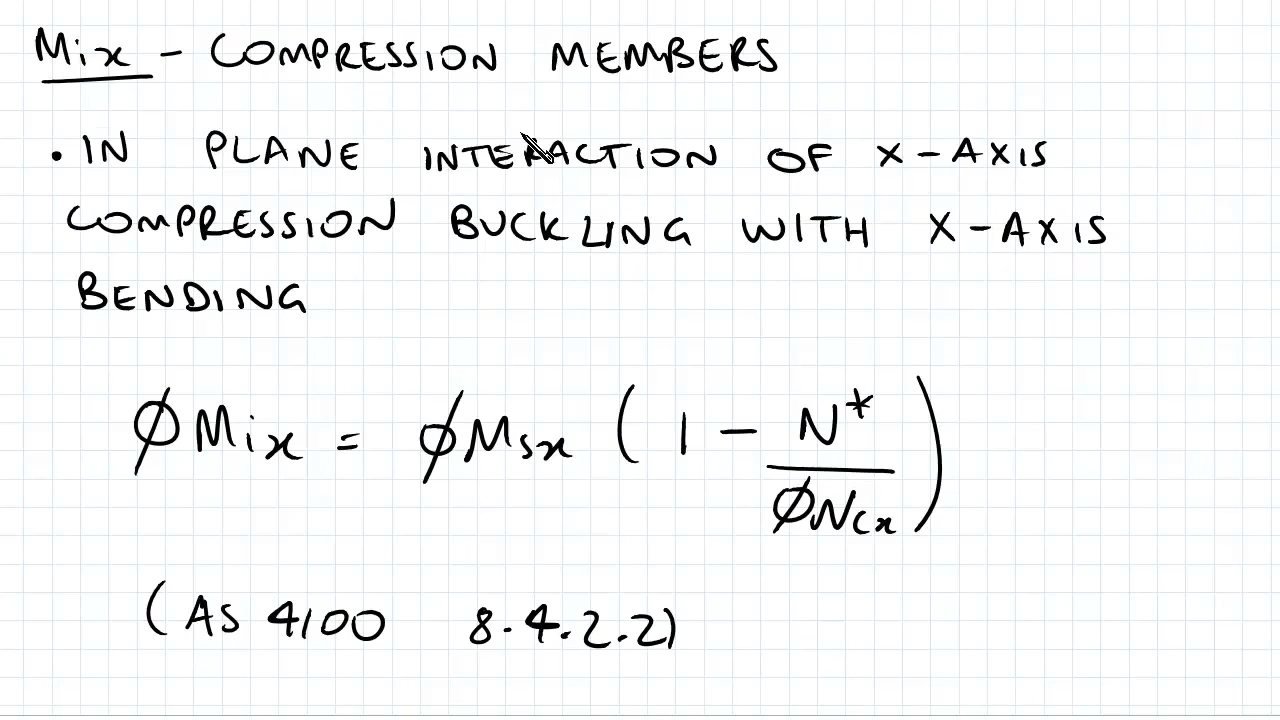 Mix - COMPRESSION MEMBERS
• IN PLANE INTERACTION OF X-AXIS
COMPRESSION BUCKLING WITH X-AXIS
BENDING
ØMix = ØMsx (1 - N* / ØNcx)
(AS 4100 8.4.2.2)